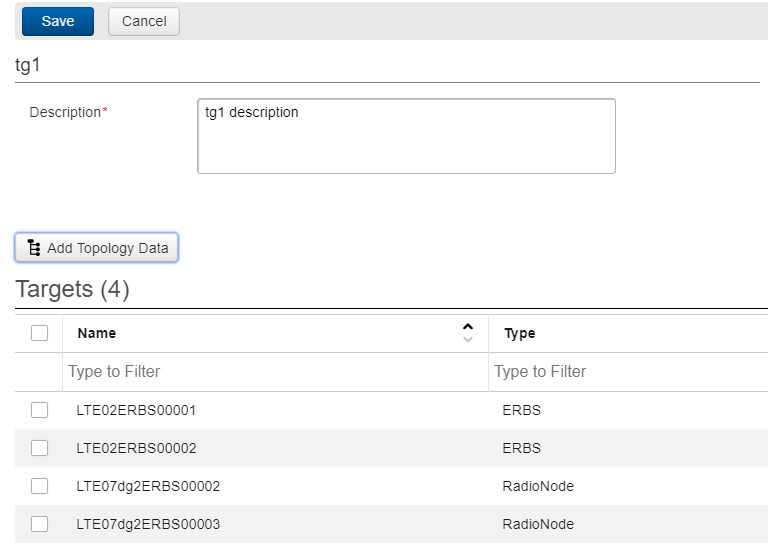 Save Cancel
tg1
Description*
tg1 description
Add Topology Data
Targets (4)
Name Type
Type to Filter Type to Filter
LTE02ERBS00001 ERBS
LTE02ERBS00002 ERBS
LTE07dg2ERBS00002 RadioNode
LTE07dg2ERBS00003 RadioNode